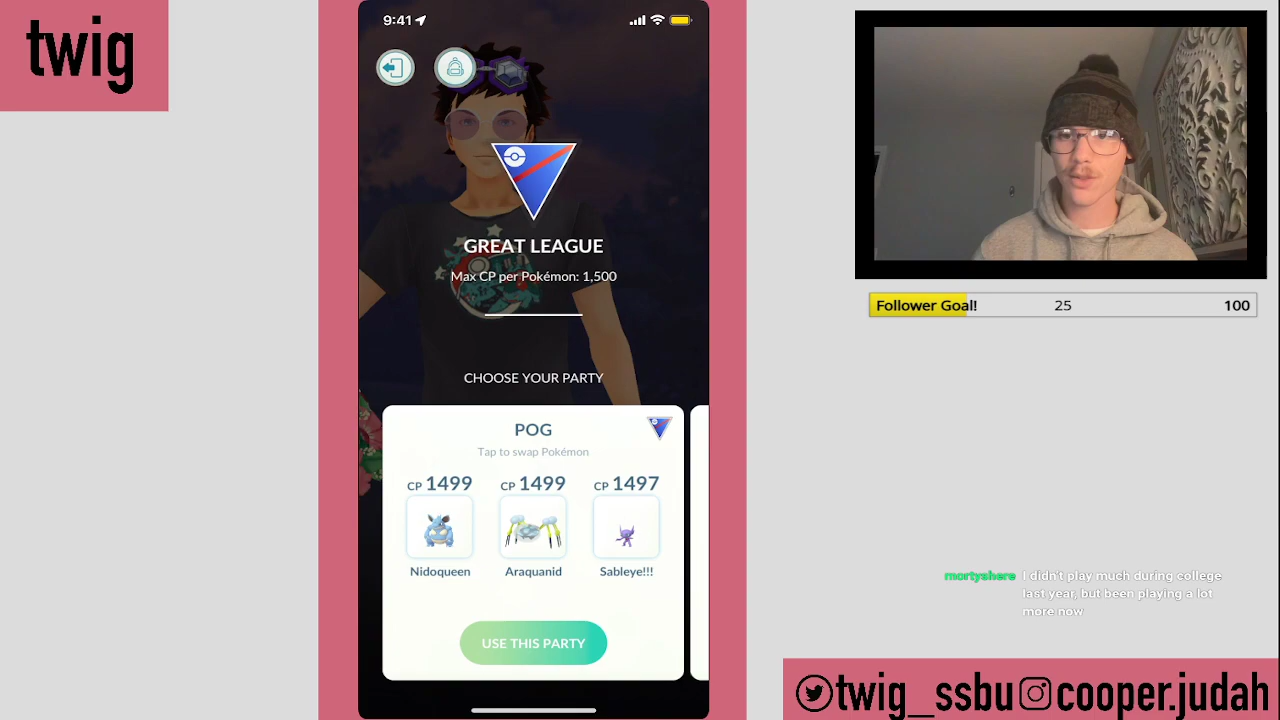 twig
9:41
GREAT LEAGUE
Max CP per Pokémon: 1,500
CHOOSE YOUR PARTY
POG
Tap to swap Pokémon
CP 1499 CP 1499 CP 1497
Nidoqueen Araquanid Sableye!!!
USE THIS PARTY
Follower Goal! 25 100
mortyshere I didn't play much during college
last year, but been playing a lot
more now
twig_ssbu cooper.judah